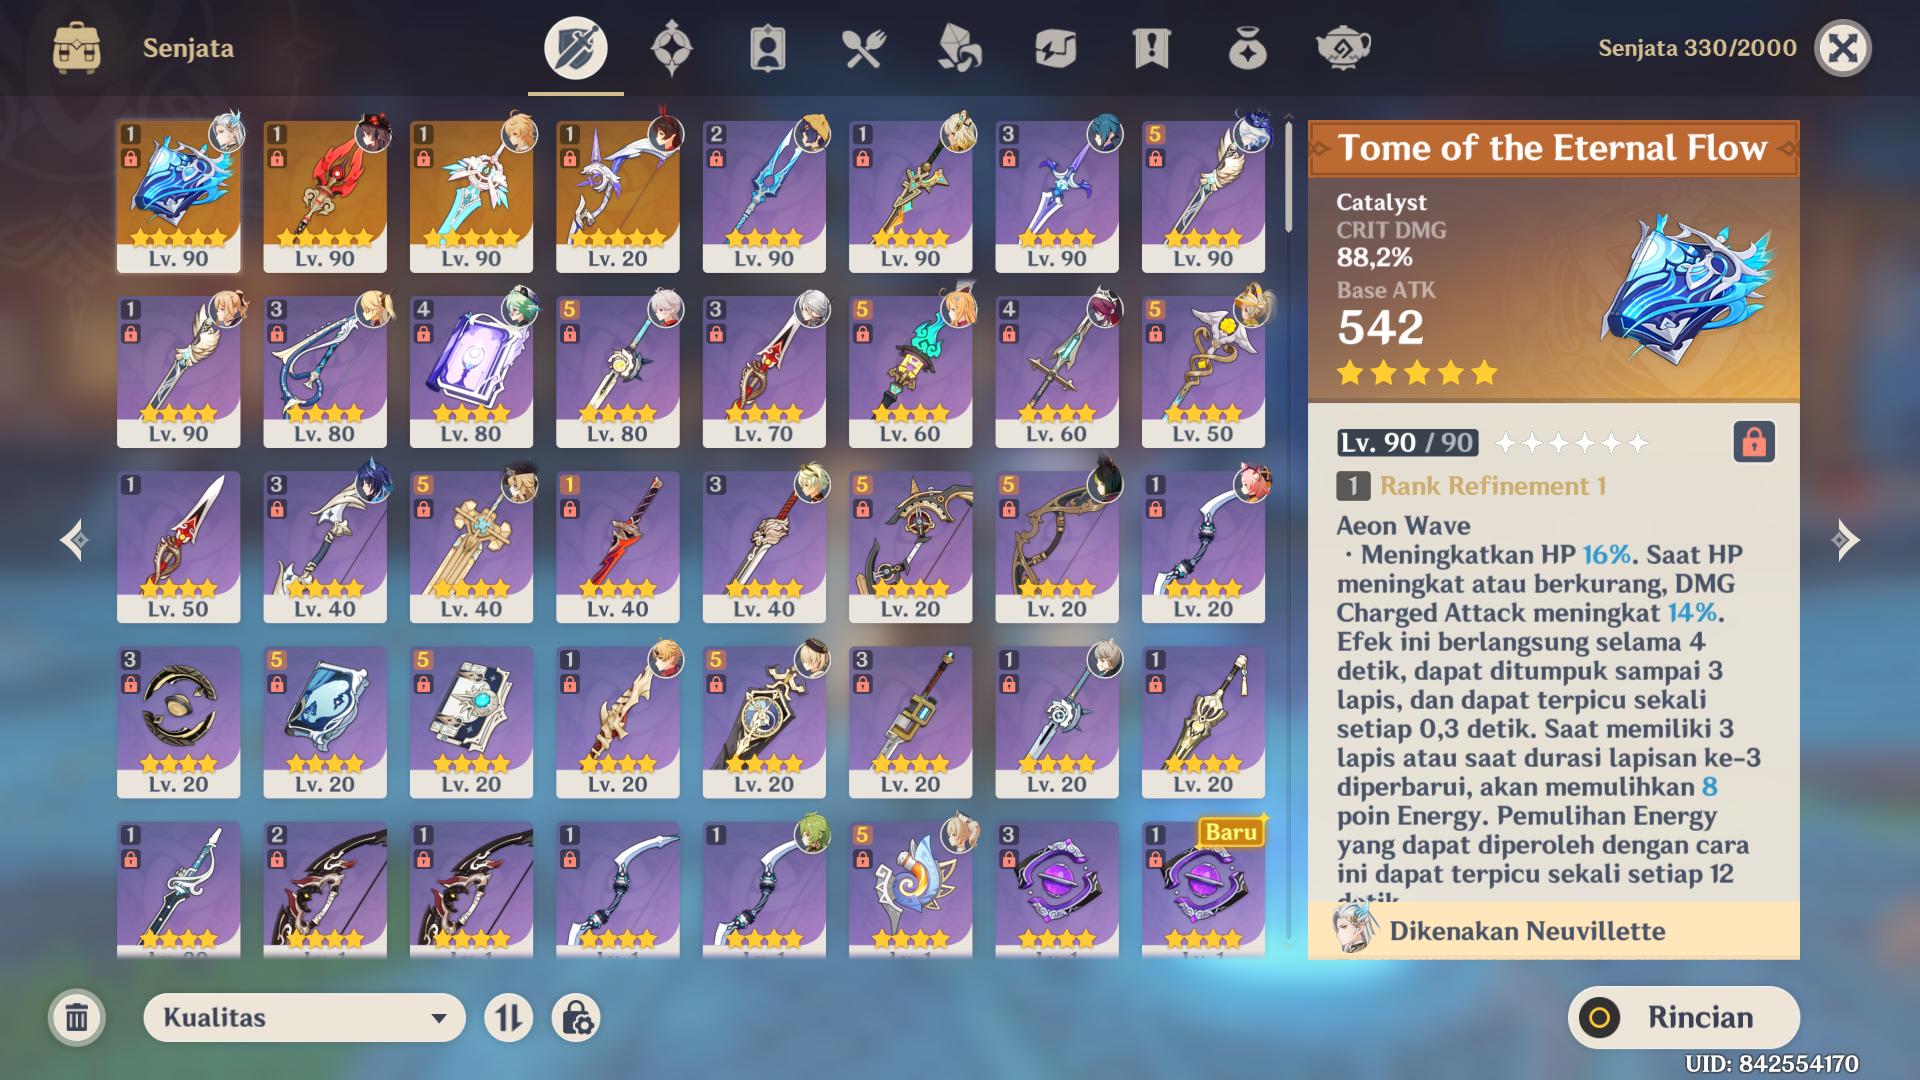 Senjata
Senjata 330/2000
1 1 1 1 2 1 3 5
Lv. 90 Lv. 90 Lv. 90 Lv. 20 Lv. 90 Lv. 90 Lv. 90 Lv. 90
1 3 4 5 3 5 4 5
Lv. 90 Lv. 80 Lv. 80 Lv. 80 Lv. 70 Lv. 60 Lv. 60 Lv. 50
1 3 5 1 3 5 5 1
Lv. 50 Lv. 40 Lv. 40 Lv. 40 Lv. 40 Lv. 20 Lv. 20 Lv. 20
3 5 5 1 5 3 1 1
Lv. 20 Lv. 20 Lv. 20 Lv. 20 Lv. 20 Lv. 20 Lv. 20 Lv. 20
1 2 1 1 1 5 3 1 Baru
Tome of the Eternal Flow
Catalyst
CRIT DMG
88,2%
Base ATK
542
Lv. 90 / 90
1 Rank Refinement 1
Aeon Wave
· Meningkatkan HP 16%. Saat HP
meningkat atau berkurang, DMG
Charged Attack meningkat 14%.
Efek ini berlangsung selama 4
detik, dapat ditumpuk sampai 3
lapis, dan dapat terpicu sekali
setiap 0,3 detik. Saat memiliki 3
lapis atau saat durasi lapisan ke-3
diperbarui, akan memulihkan 8
poin Energy. Pemulihan Energy
yang dapat diperoleh dengan cara
ini dapat terpicu sekali setiap 12
detik.
Dikenakan Neuvillette
Kualitas
Rincian
UID: 842554170